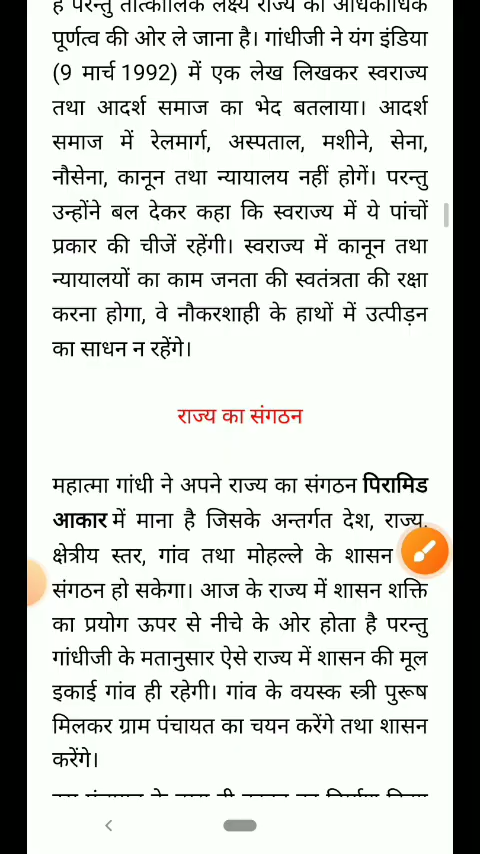 है परन्तु तात्कालिक लक्ष्य राज्य को अधिकाधिक
पूर्णत्व की ओर ले जाना है। गांधीजी ने यंग इंडिया
(9 मार्च 1992) में एक लेख लिखकर स्वराज्य
तथा आदर्श समाज का भेद बतलाया। आदर्श
समाज में रेलमार्ग, अस्पताल, मशीने, सेना,
नौसेना, कानून तथा न्यायालय नहीं होगें। परन्तु
उन्होंने बल देकर कहा कि स्वराज्य में ये पांचों
प्रकार की चीजें रहेंगी। स्वराज्य में कानून तथा
न्यायालयों का काम जनता की स्वतंत्रता की रक्षा
करना होगा, वे नौकरशाही के हाथों में उत्पीड़न
का साधन न रहेंगे।
राज्य का संगठन
महात्मा गांधी ने अपने राज्य का संगठन पिरामिड
आकार में माना है जिसके अन्तर्गत देश, राज्य,
क्षेत्रीय स्तर, गांव तथा मोहल्ले के शासन
संगठन हो सकेगा। आज के राज्य में शासन शक्ति
का प्रयोग ऊपर से नीचे के ओर होता है परन्तु
गांधीजी के मतानुसार ऐसे राज्य में शासन की मूल
इकाई गांव ही रहेगी। गांव के वयस्क स्त्री पुरूष
मिलकर ग्राम पंचायत का चयन करेंगे तथा शासन
करेंगे।